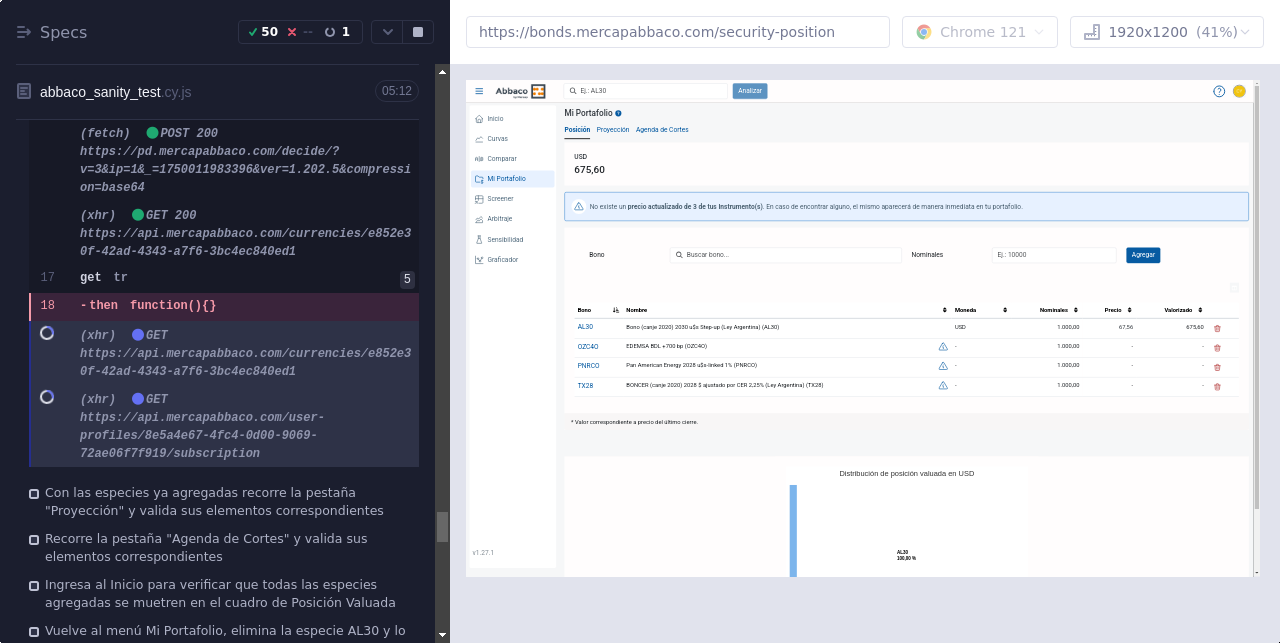 Specs
50
--
1
abbaco_sanity_test.cy.js
05:12
(fetch) POST 200
https://pd.mercapabbaco.com/decide/?
v=3&ip=1&_=1750011983396&ver=1.202.5&compressi
on=base64
(xhr) GET 200
https://api.mercapabbaco.com/currencies/e852e3
0f-42ad-4343-a7f6-3bc4ec840ed1
17 get tr 5
18 -then function(){}
(xhr) GET
https://api.mercapabbaco.com/currencies/e852e3
0f-42ad-4343-a7f6-3bc4ec840ed1
(xhr) GET
https://api.mercapabbaco.com/user-
profiles/8e5a4e67-4fc4-0d00-9069-
72ae06f7f919/subscription
Con las especies ya agregadas recorre la pestaña
"Proyección" y valida sus elementos correspondientes
Recorre la pestaña "Agenda de Cortes" y valida sus
elementos correspondientes
Ingresa al Inicio para verificar que todas las especies
agregadas se muetren en el cuadro de Posición Valuada
Vuelve al menú Mi Portafolio, elimina la especie AL30 y lo
https://bonds.mercapabbaco.com/security-position
Chrome 121
1920x1200 (41%)
Abbaco
Ej.: AL30
Analizar
Inicio
Curvas
Comparar
Mi Portafolio
Screener
Arbitraje
Sensibilidad
Graficador
v1.27.1
Mi Portafolio
Posición Proyección Agenda de Cortes
USD
675,60
No existe un precio actualizado de 3 de tus instrumento(s). En caso de encontrar alguno, el mismo aparecerá de manera inmediata en tu portafolio.
Bono Buscar bono... Nominales Ej.: 10000 Agregar
Bono Nombre Moneda Nominales Precio Valorizado
AL30 Bono (canje 2020) 2030 u$s Step-up (Ley Argentina) (AL30) USD 1.000,00 67,56 675,60
OZC4O EDEMSA BDL +700 bp (OZC4O) - 1.000,00 - -
PNRCO Pan American Energy 2028 u$s-linked 1% (PNRCO) - 1.000,00 - -
TX28 BONCER (canje 2020) 2028 $ ajustado por CER 2,25% (Ley Argentina) (TX28) - 1.000,00 - -
* Valor correspondiente a precio del último cierre.
Distribución de posición valuada en USD
AL30
100,00 %